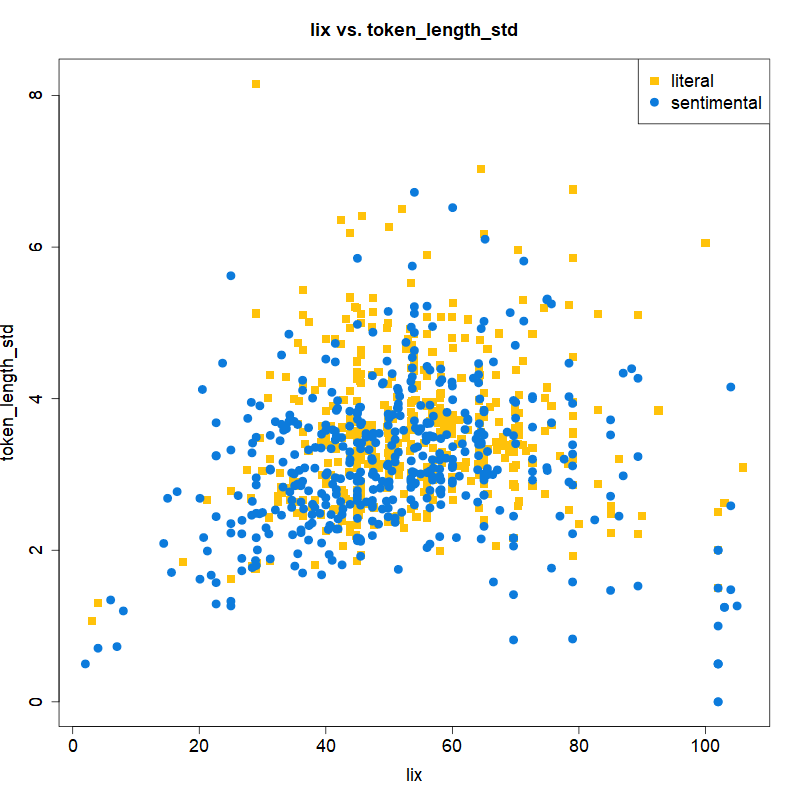 lix vs. token_length_std
literal
sentimental
8
6
4
2
0
token_length_std
0 20 40 60 80 100
lix